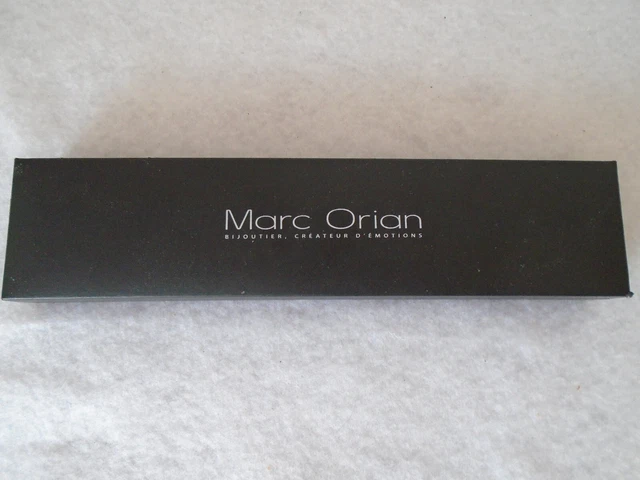 Marc Orian
BIJOUTIER, CRÉATEUR D'ÉMOTIONS